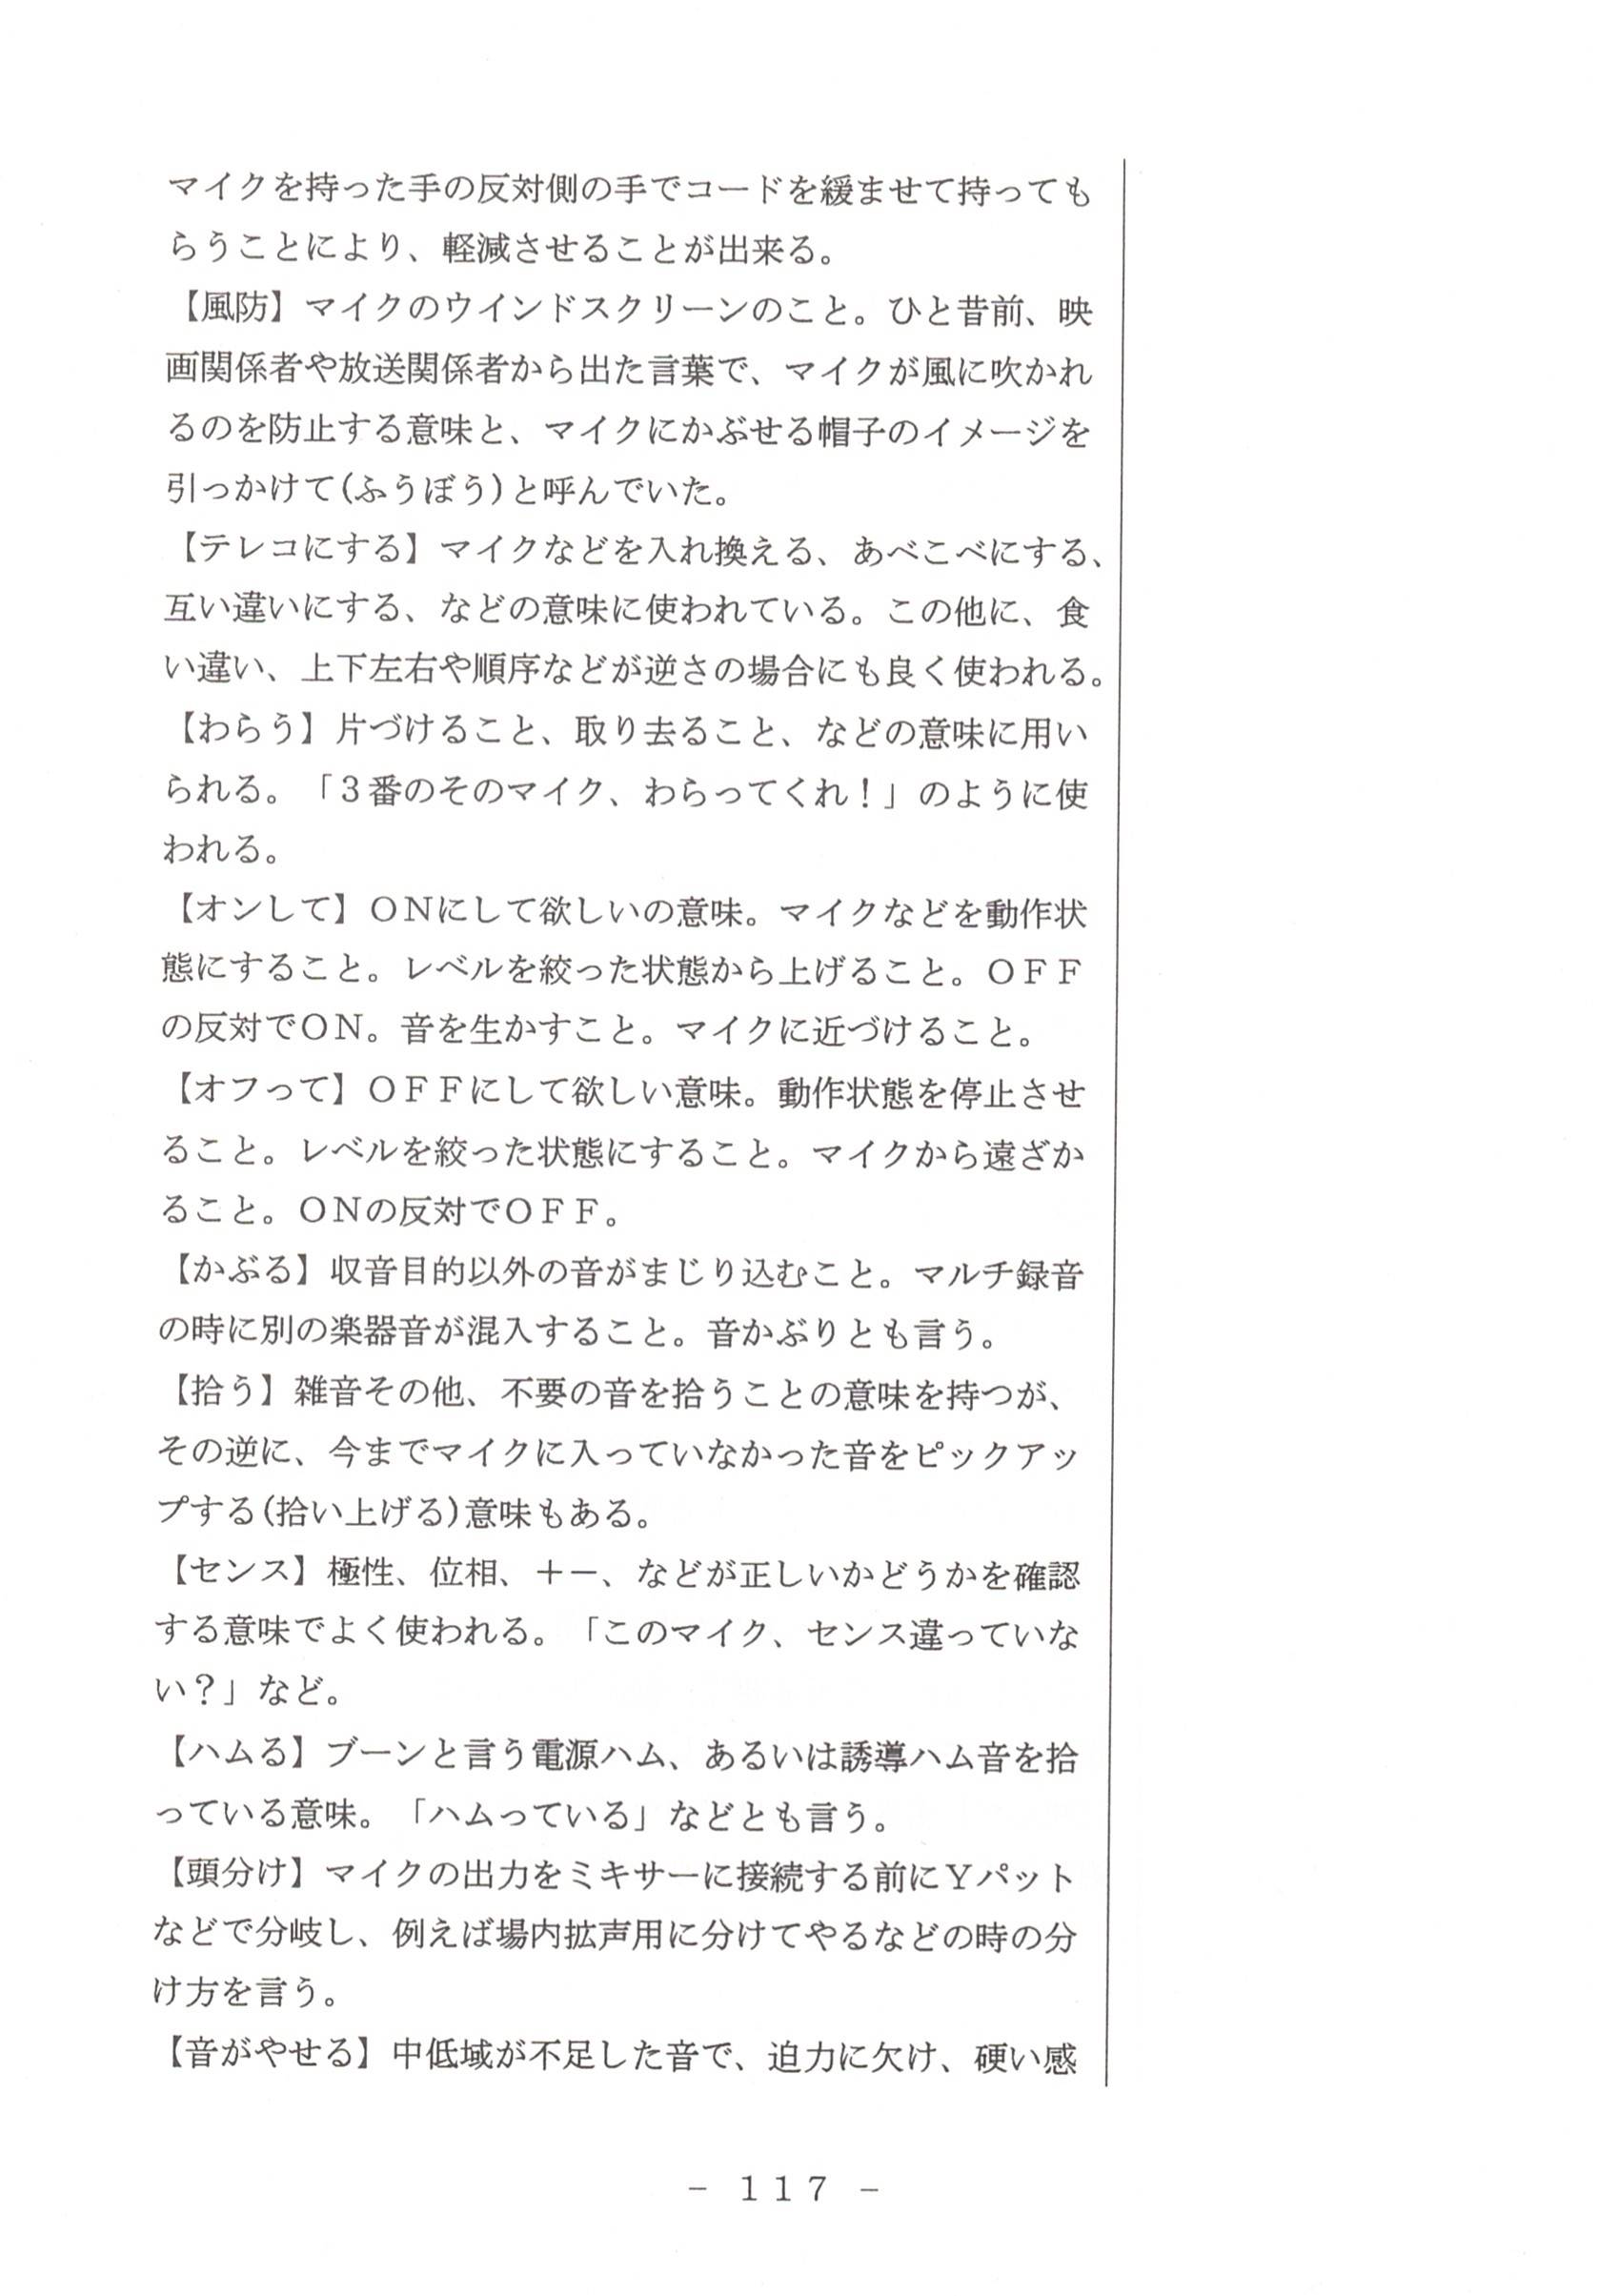 マイクを持った手の反対側の手でコードを緩ませて持っても
らうことにより、軽減させることが出来る。
【風防】マイクのウインドスクリーンのこと。ひと昔前、映
画関係者や放送関係者から出た言葉で、マイクが風に吹かれ
るのを防止する意味と、マイクにかぶせる帽子のイメージを
引っかけて(ふうぼう)と呼んでいた。
【テレコにする】マイクなどを入れ換える、あべこべにする、
互い違いにする、などの意味に使われている。この他に、食
い違い、上下左右や順序などが逆さの場合にも良く使われる。
【わらう】片づけること、取り去ること、などの意味に用い
られる。「３番のそのマイク、わらってくれ！」のように使
われる。
【オンして】ＯＮにして欲しいの意味。マイクなどを動作状
態にすること。レベルを絞った状態から上げること。ＯＦＦ
の反対でＯＮ。音を生かすこと。マイクに近づけること。
【オフって】ＯＦＦにして欲しい意味。動作状態を停止させ
ること。レベルを絞った状態にすること。マイクから遠ざか
ること。ＯＮの反対でＯＦＦ。
【かぶる】収音目的以外の音がまじり込むこと。マルチ録音
の時に別の楽器音が混入すること。音かぶりとも言う。
【拾う】雑音その他、不要の音を拾うことの意味を持つが、
その逆に、今までマイクに入っていなかった音をピックアッ
プする(拾い上げる)意味もある。
【センス】極性、位相、＋－、などが正しいかどうかを確認
する意味でよく使われる。「このマイク、センス違っていな
い？」など。
【ハムる】ブーンと言う電源ハム、あるいは誘導ハム音を拾
っている意味。「ハムっている」などとも言う。
【頭分け】マイクの出力をミキサーに接続する前にＹパット
などで分岐し、例えば場内拡声用に分けてやるなどの時の分
け方を言う。
【音がやせる】中低域が不足した音で、迫力に欠け、硬い感
－ １１７ －